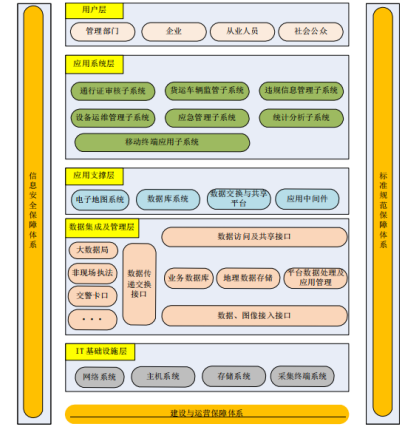 用户层
管理部门
企业
从业人员
社会公众
应用系统层
通行证审核子系统
货运车辆监管子系统
违规信息管理子系统
设备运维管理子系统
应急管理子系统
统计分析子系统
移动终端应用子系统
应用支撑层
电子地图系统
数据库系统
数据交换与共享
平台
应用中间件
数据集成及管理层
大数据局
非现场执法
交警卡口
···
数据传
递交换
接口
数据访问及共享接口
业务数据库
地理数据存储
平台数据处理及
应用管理
数据、图像接入接口
IT 基础设施层
网络系统
主机系统
存储系统
采集终端系统
建设与运营保障体系
信息安全保障体系
标准规范保障体系